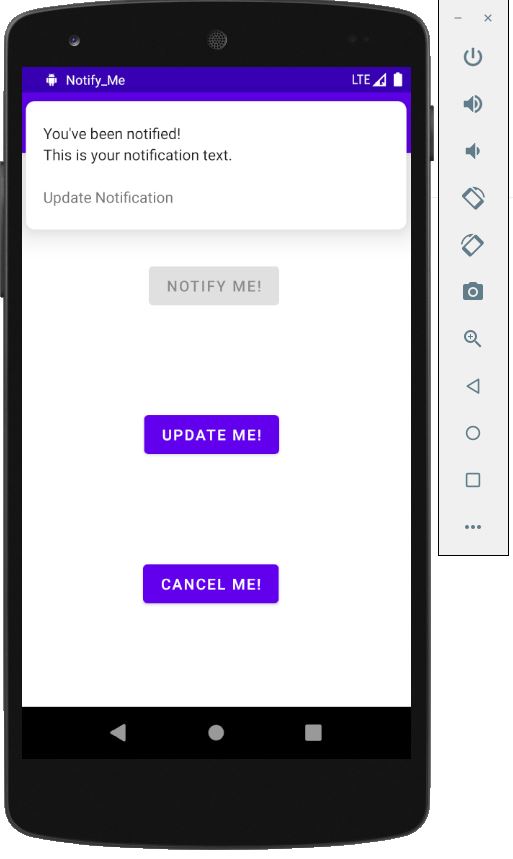 Notify_Me
LTE
You've been notified!
This is your notification text.
Update Notification
NOTIFY ME!
UPDATE ME!
CANCEL ME!